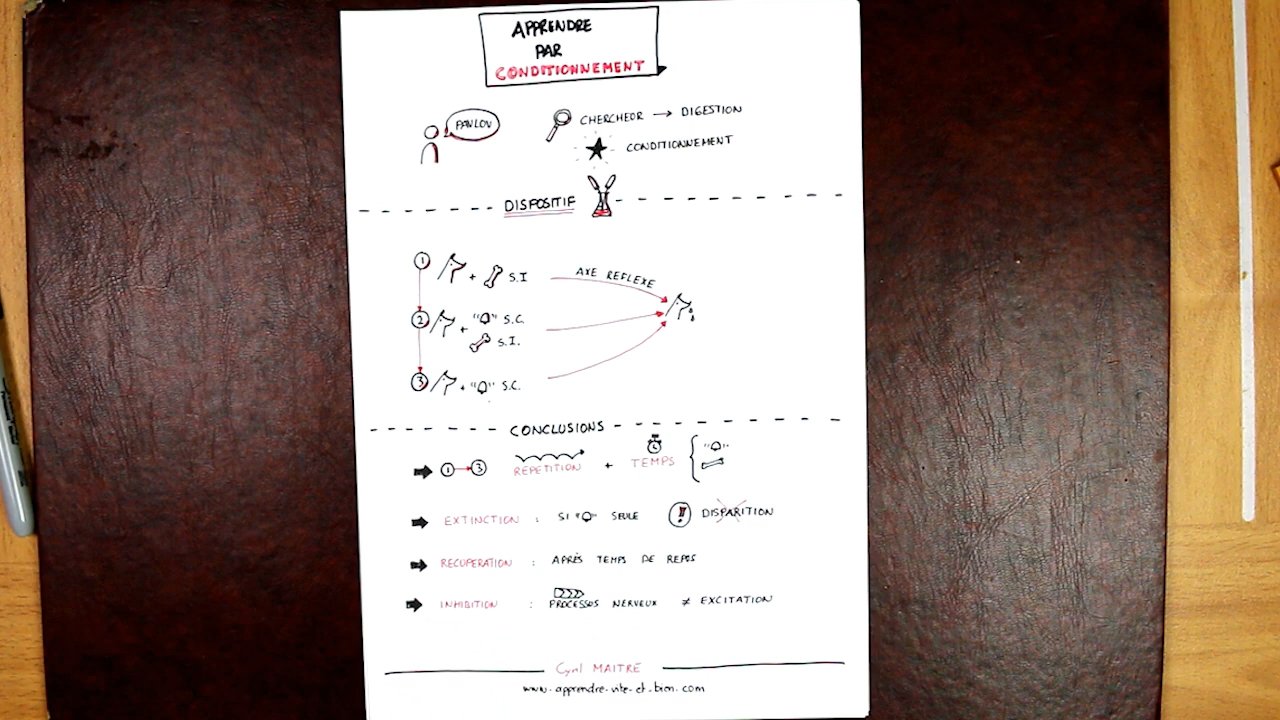 APPRENDRE
PAR
CONDITIONNEMENT
PAVLOV
CHERCHEUR → DIGESTION
CONDITIONNEMENT
DISPOSITIF
1 + S.I
AXE REFLEXE
2 + "" S.C.
S.I.
3 + "" S.C.
CONCLUSIONS
1 → 3 REPETITION + TEMPS { ""
EXTINCTION : SI "" SEULE ! DISPARITION
RECUPERATION : APRÈS TEMPS DE REPOS
INHIBITION : PROCESSUS NERVEUX ≠ EXCITATION
Cyril MAITRE
www.apprendre-vite-et-bien.com